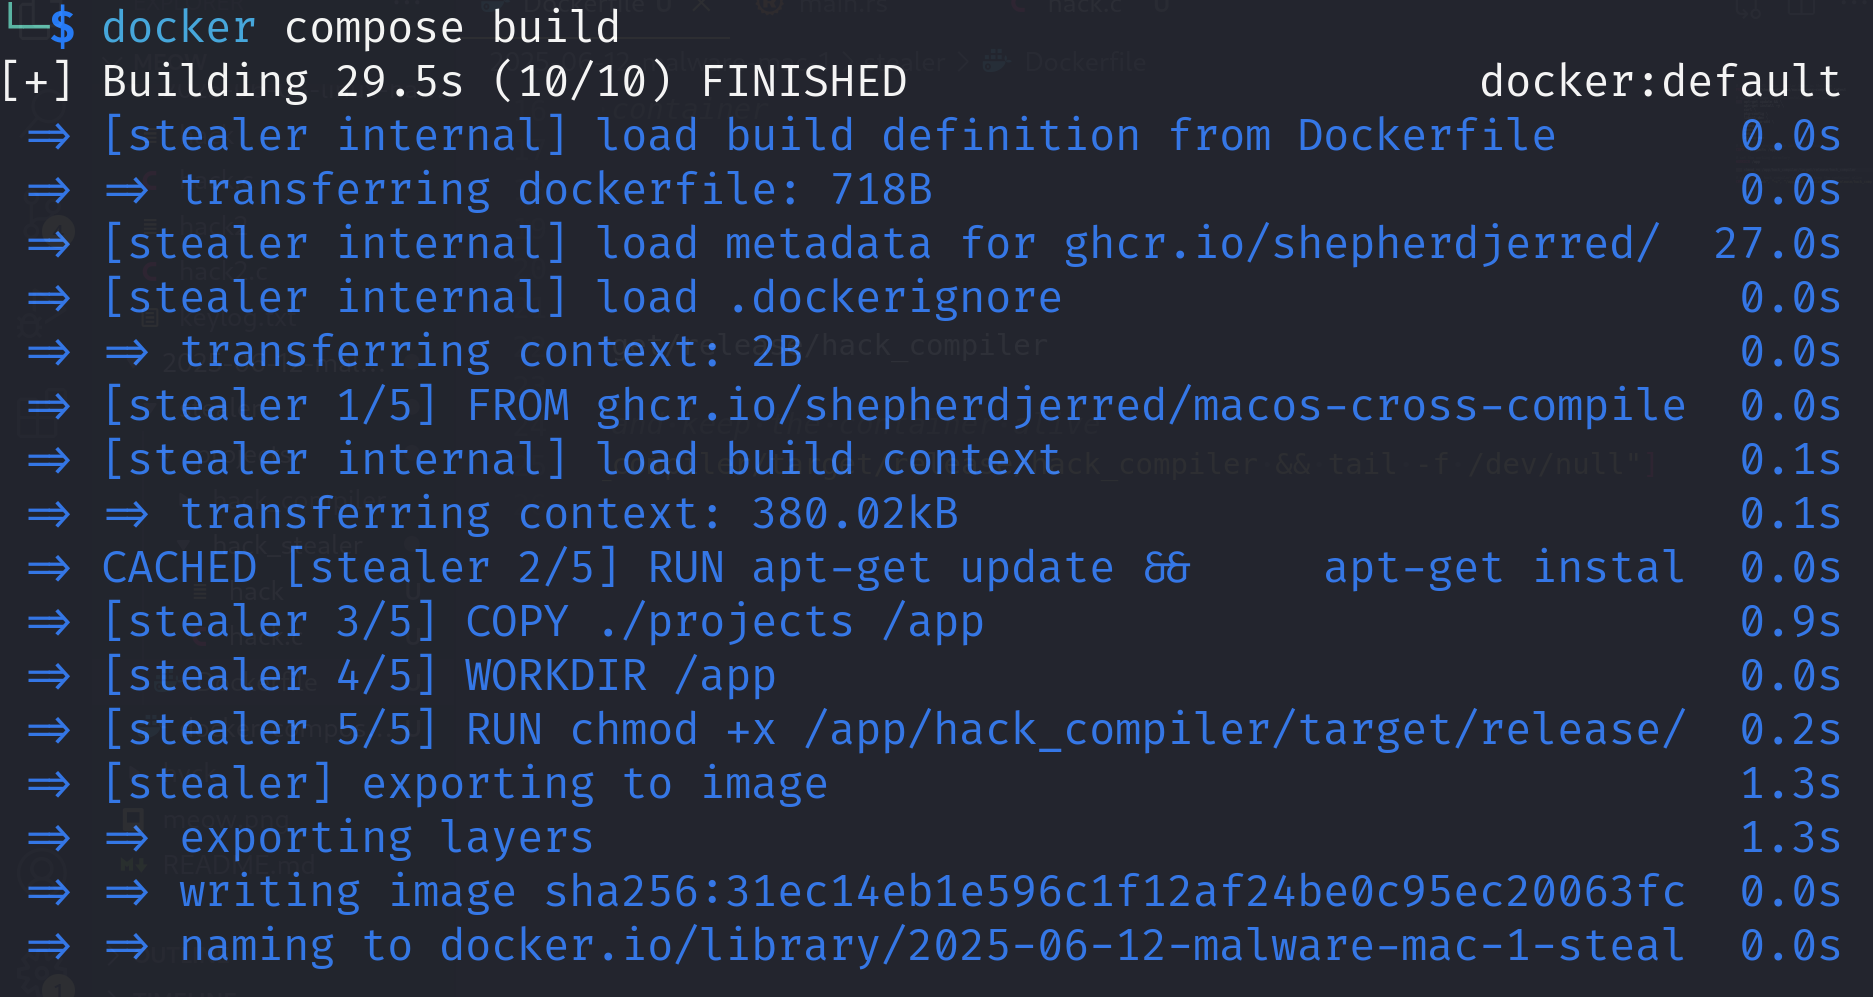 └─$ docker compose build
[+] Building 29.5s (10/10) FINISHED docker:default
=> [stealer internal] load build definition from Dockerfile 0.0s
=> => transferring dockerfile: 718B 0.0s
=> [stealer internal] load metadata for ghcr.io/shepherdjerred/ 27.0s
=> [stealer internal] load .dockerignore 0.0s
=> => transferring context: 2B 0.0s
=> [stealer 1/5] FROM ghcr.io/shepherdjerred/macos-cross-compile 0.0s
=> [stealer internal] load build context 0.1s
=> => transferring context: 380.02kB 0.1s
=> CACHED [stealer 2/5] RUN apt-get update &&     apt-get instal 0.0s
=> [stealer 3/5] COPY ./projects /app 0.9s
=> [stealer 4/5] WORKDIR /app 0.0s
=> [stealer 5/5] RUN chmod +x /app/hack_compiler/target/release/ 0.2s
=> [stealer] exporting to image 1.3s
=> => exporting layers 1.3s
=> => writing image sha256:31ec14eb1e596c1f12af24be0c95ec20063fc 0.0s
=> => naming to docker.io/library/2025-06-12-malware-mac-1-steal 0.0s